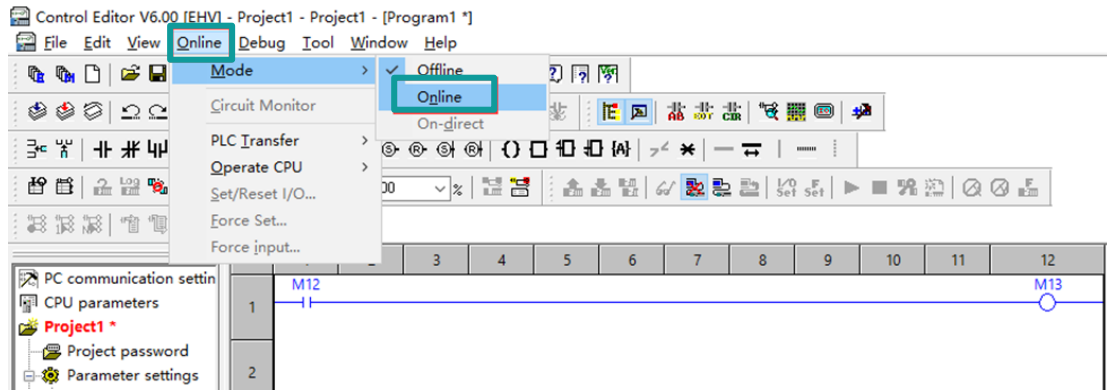 Control Editor V6.00 [EHV] - Project1 - Project1 - [Program1 *]
File Edit View Online Debug Tool Window Help
Mode
Offline
Online
On-direct
Circuit Monitor
PLC Transfer
Operate CPU
Set/Reset I/O...
Force Set...
Force input...
00 %
3 4 5 6 7 8 9 10 11 12
PC communication settin
CPU parameters
Project1 *
Project password
Parameter settings
1
M12 M13
2